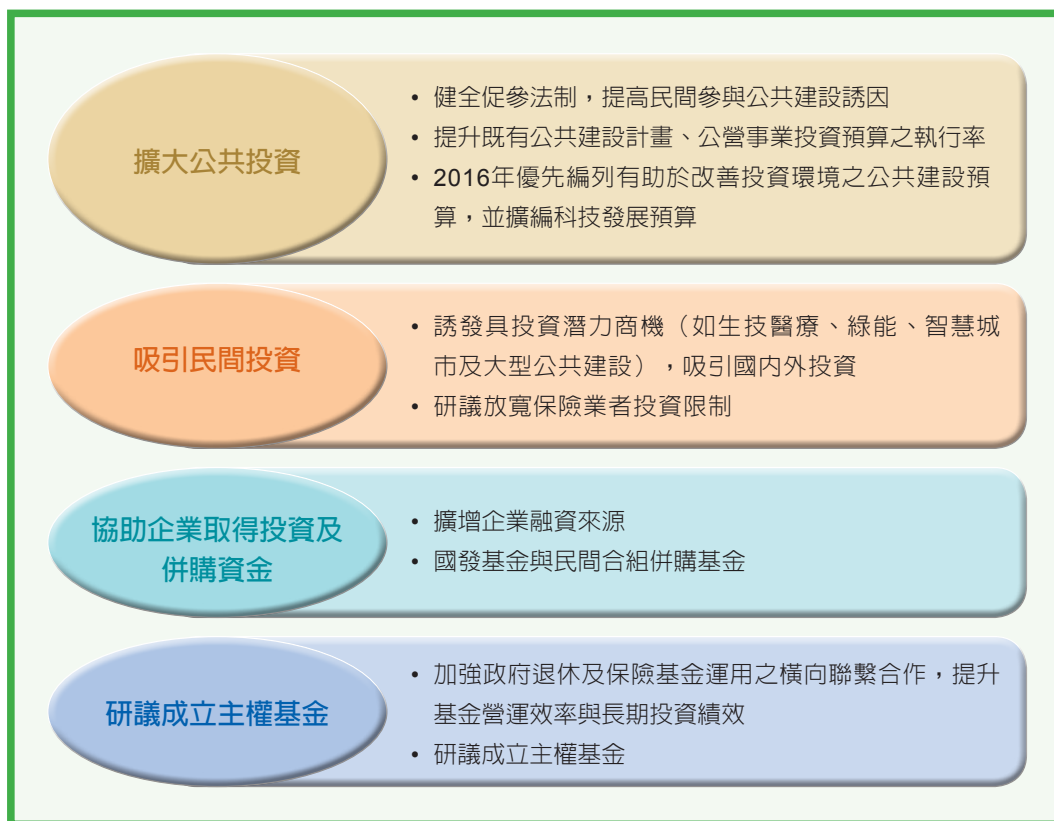 擴大公共投資
• 健全促參法制，提高民間參與公共建設誘因
• 提升既有公共建設計畫、公營事業投資預算之執行率
• 2016年優先編列有助於改善投資環境之公共建設預
算，並擴編科技發展預算
吸引民間投資
• 誘發具投資潛力商機（如生技醫療、綠能、智慧城
市及大型公共建設），吸引國內外投資
• 研議放寬保險業者投資限制
協助企業取得投資及
併購資金
• 擴增企業融資來源
• 國發基金與民間合組併購基金
研議成立主權基金
• 加強政府退休及保險基金運用之橫向聯繫合作，提升
基金營運效率與長期投資績效
• 研議成立主權基金